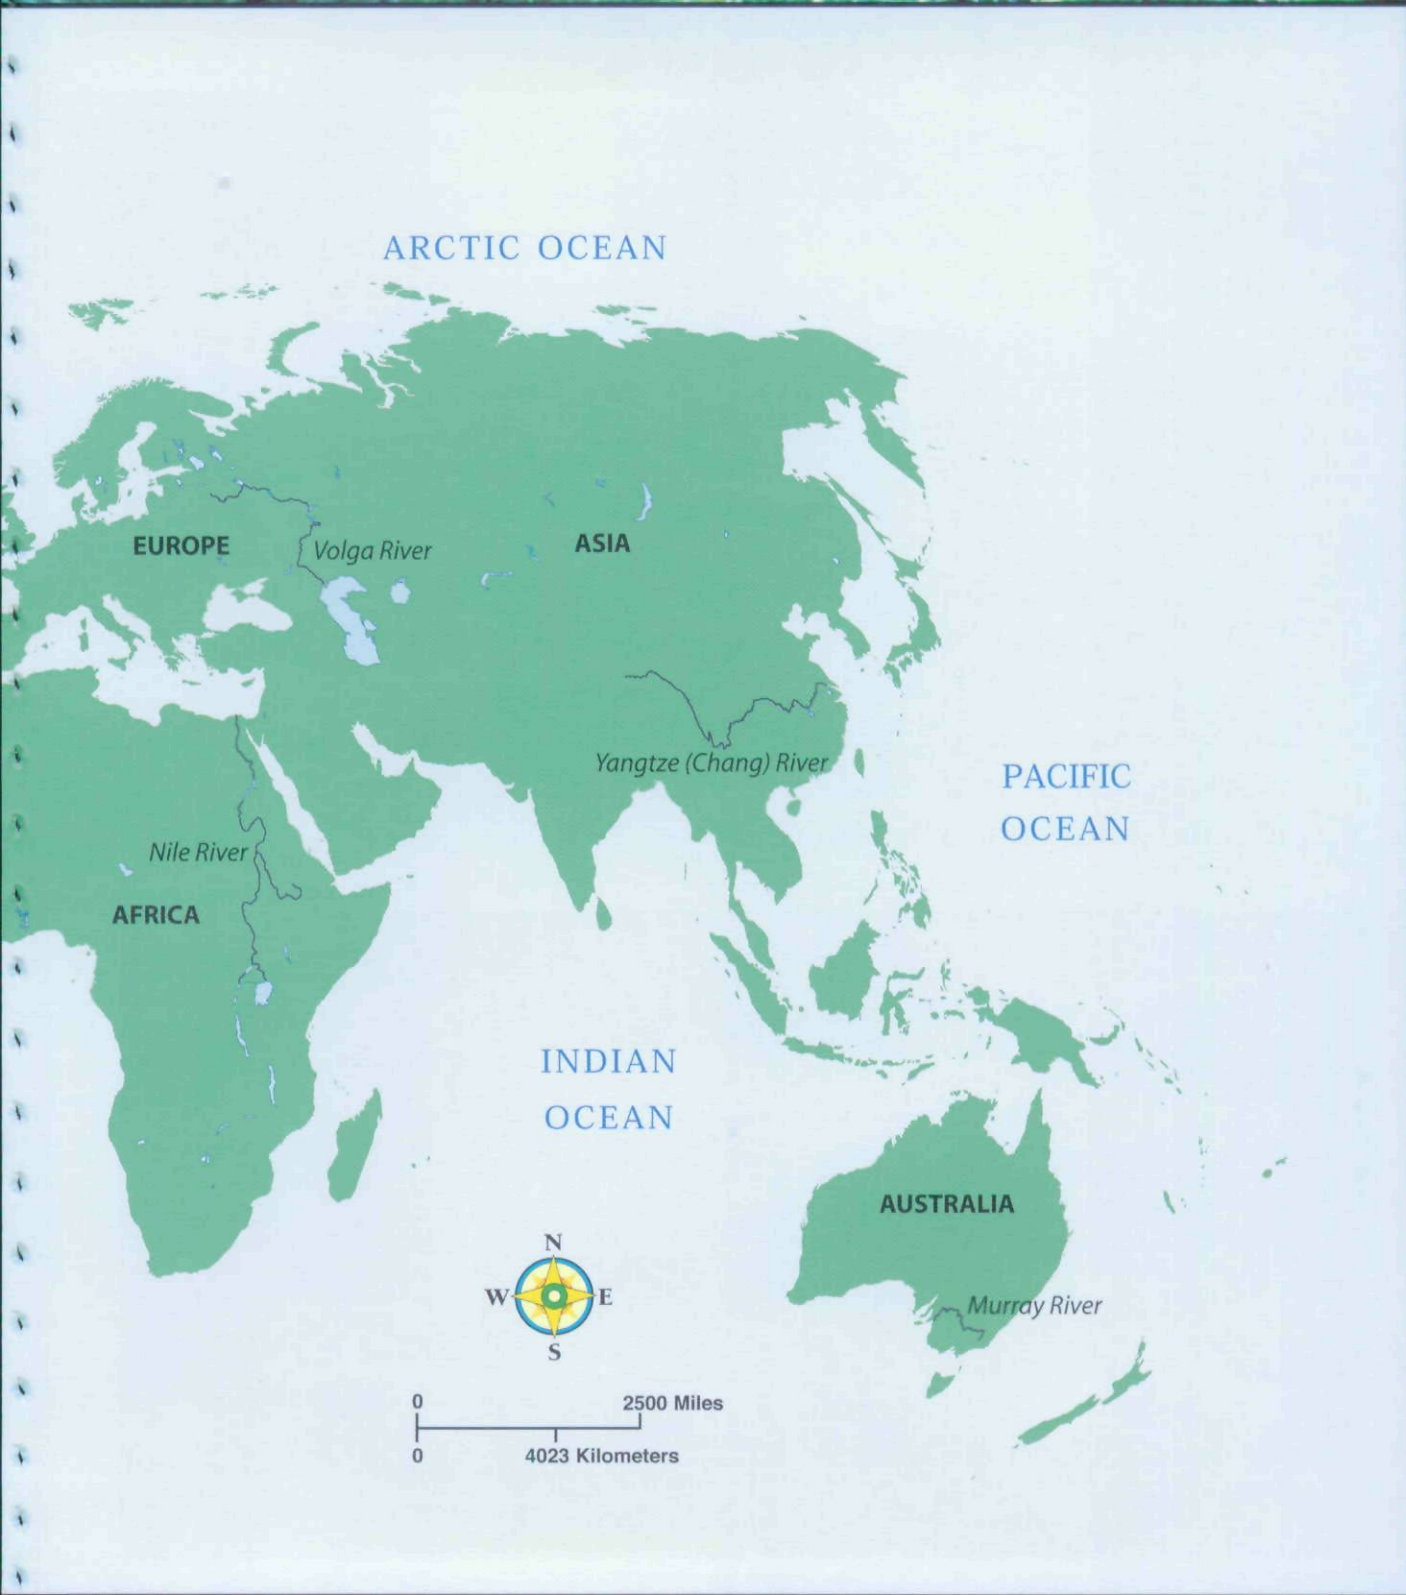 ARCTIC OCEAN
EUROPE
Volga River
ASIA
Yangtze (Chang) River
PACIFIC
OCEAN
Nile River
AFRICA
INDIAN
OCEAN
AUSTRALIA
Murray River
N
W E
S
0 2500 Miles
0 4023 Kilometers